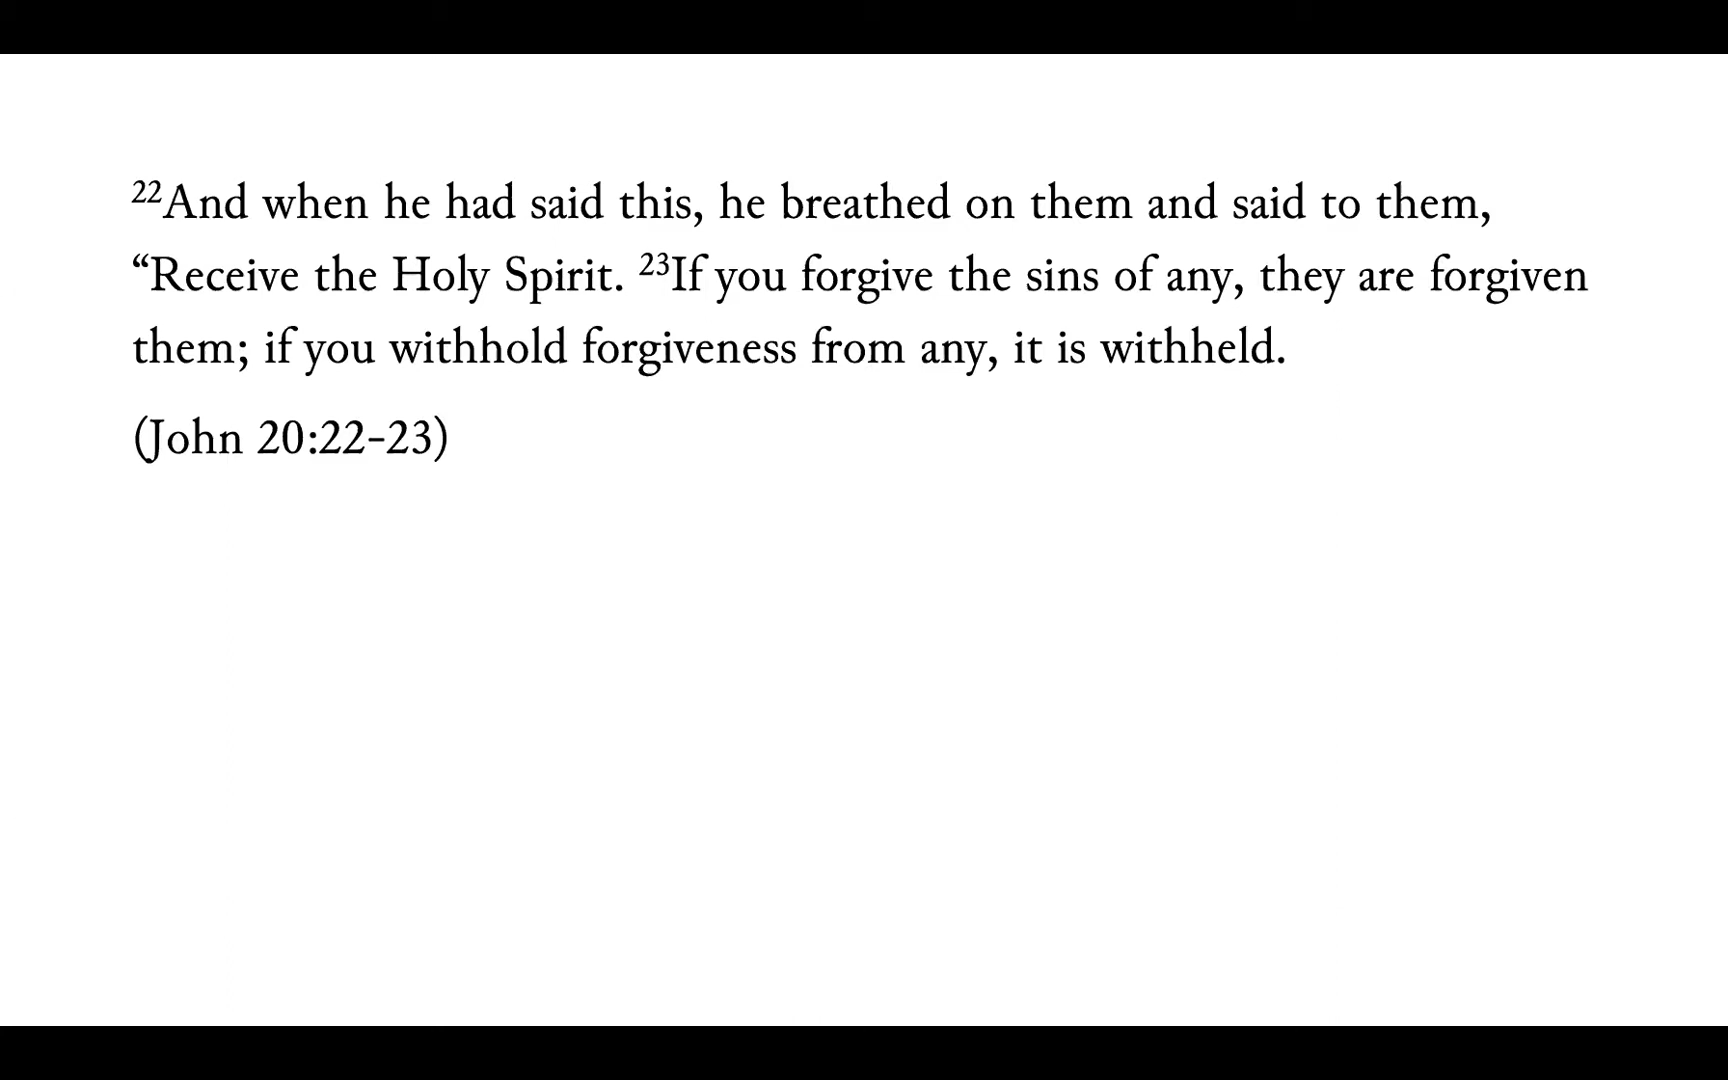 ²²And when he had said this, he breathed on them and said to them,
“Receive the Holy Spirit. ²³If you forgive the sins of any, they are forgiven
them; if you withhold forgiveness from any, it is withheld.
(John 20:22-23)